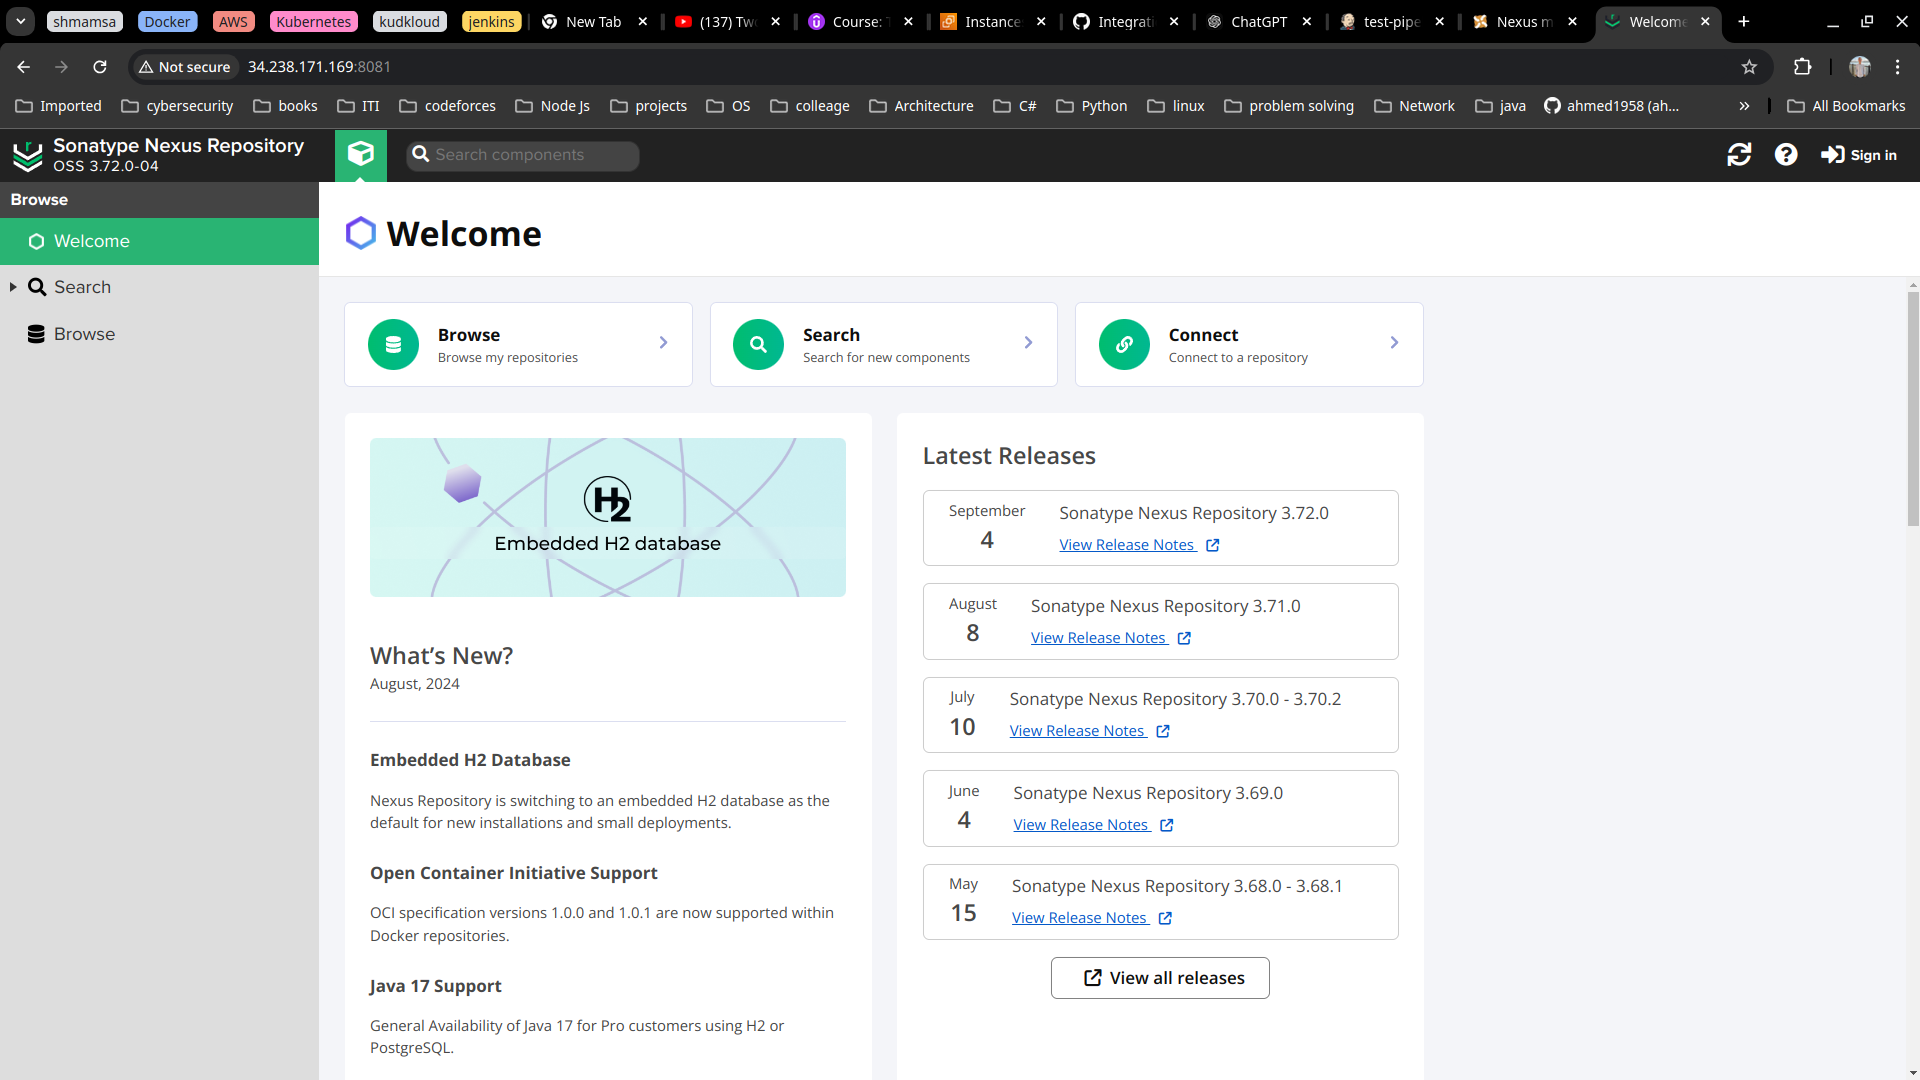 shmamsa Docker AWS Kubernetes kudkloud jenkins New Tab (137) Tw Course: Instance Integrati ChatGPT test-pipe Nexus m Welcome
Not secure 34.238.171.169:8081
Imported cybersecurity books ITI codeforces Node Js projects OS colleage Architecture C# Python linux problem solving Network java ahmed1958 (ah... » All Bookmarks
Sonatype Nexus Repository
OSS 3.72.0-04
Search components
Sign in
Browse
Welcome
Search
Browse
Welcome
Browse
Browse my repositories
Search
Search for new components
Connect
Connect to a repository
H2
Embedded H2 database
What’s New?
August, 2024
Embedded H2 Database
Nexus Repository is switching to an embedded H2 database as the
default for new installations and small deployments.
Open Container Initiative Support
OCI specification versions 1.0.0 and 1.0.1 are now supported within
Docker repositories.
Java 17 Support
General Availability of Java 17 for Pro customers using H2 or
PostgreSQL.
Latest Releases
September
4
Sonatype Nexus Repository 3.72.0
View Release Notes
August
8
Sonatype Nexus Repository 3.71.0
View Release Notes
July
10
Sonatype Nexus Repository 3.70.0 - 3.70.2
View Release Notes
June
4
Sonatype Nexus Repository 3.69.0
View Release Notes
May
15
Sonatype Nexus Repository 3.68.0 - 3.68.1
View Release Notes
View all releases